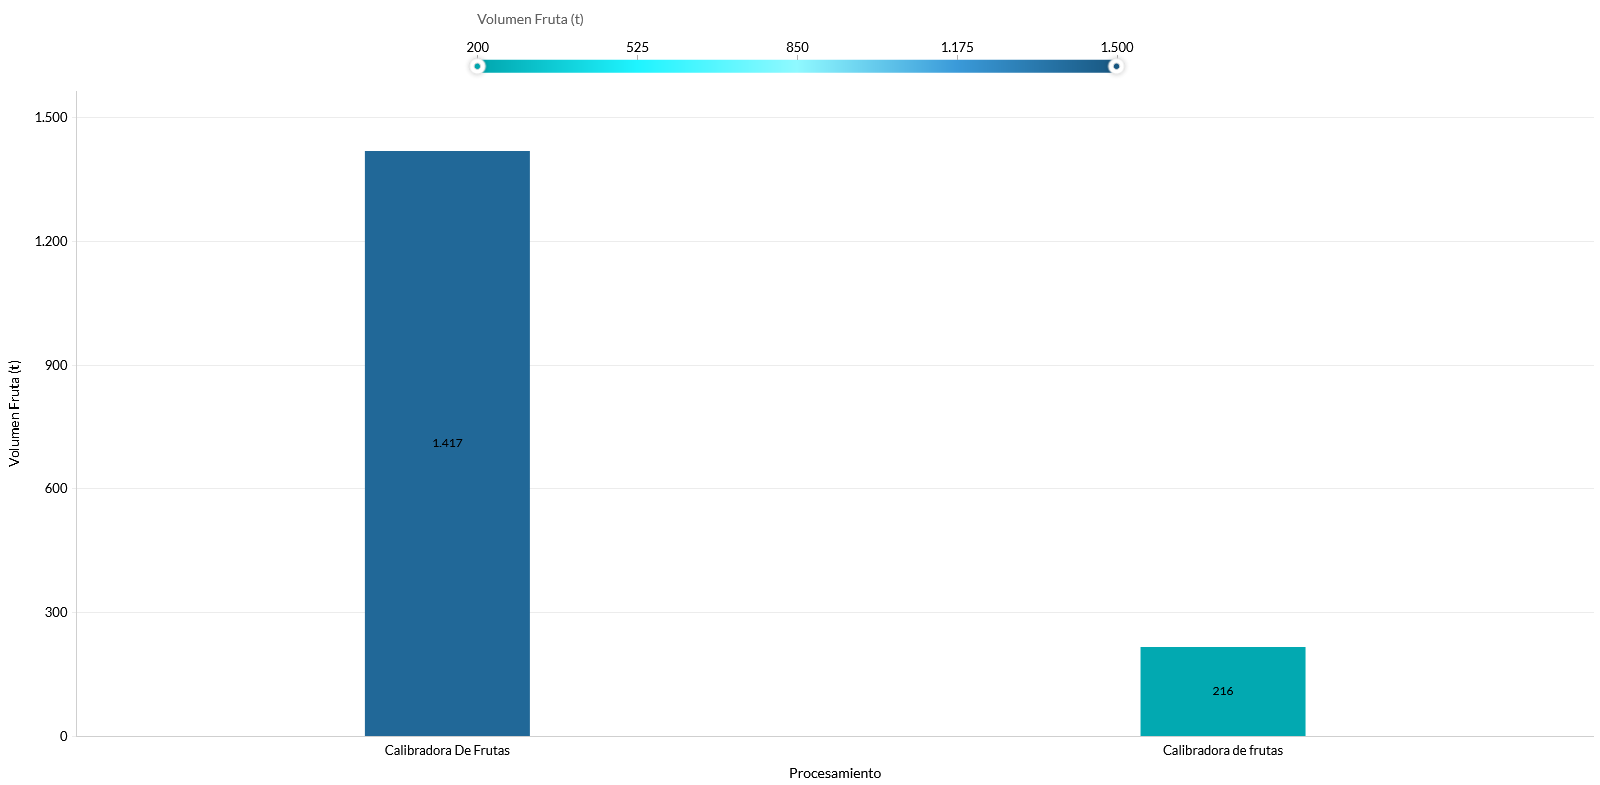 Volumen Fruta (t)
200 525 850 1.175 1.500
1.500
1.200
900
600
300
0
Volumen Fruta (t)
1.417
216
Calibradora De Frutas Calibradora de frutas
Procesamiento